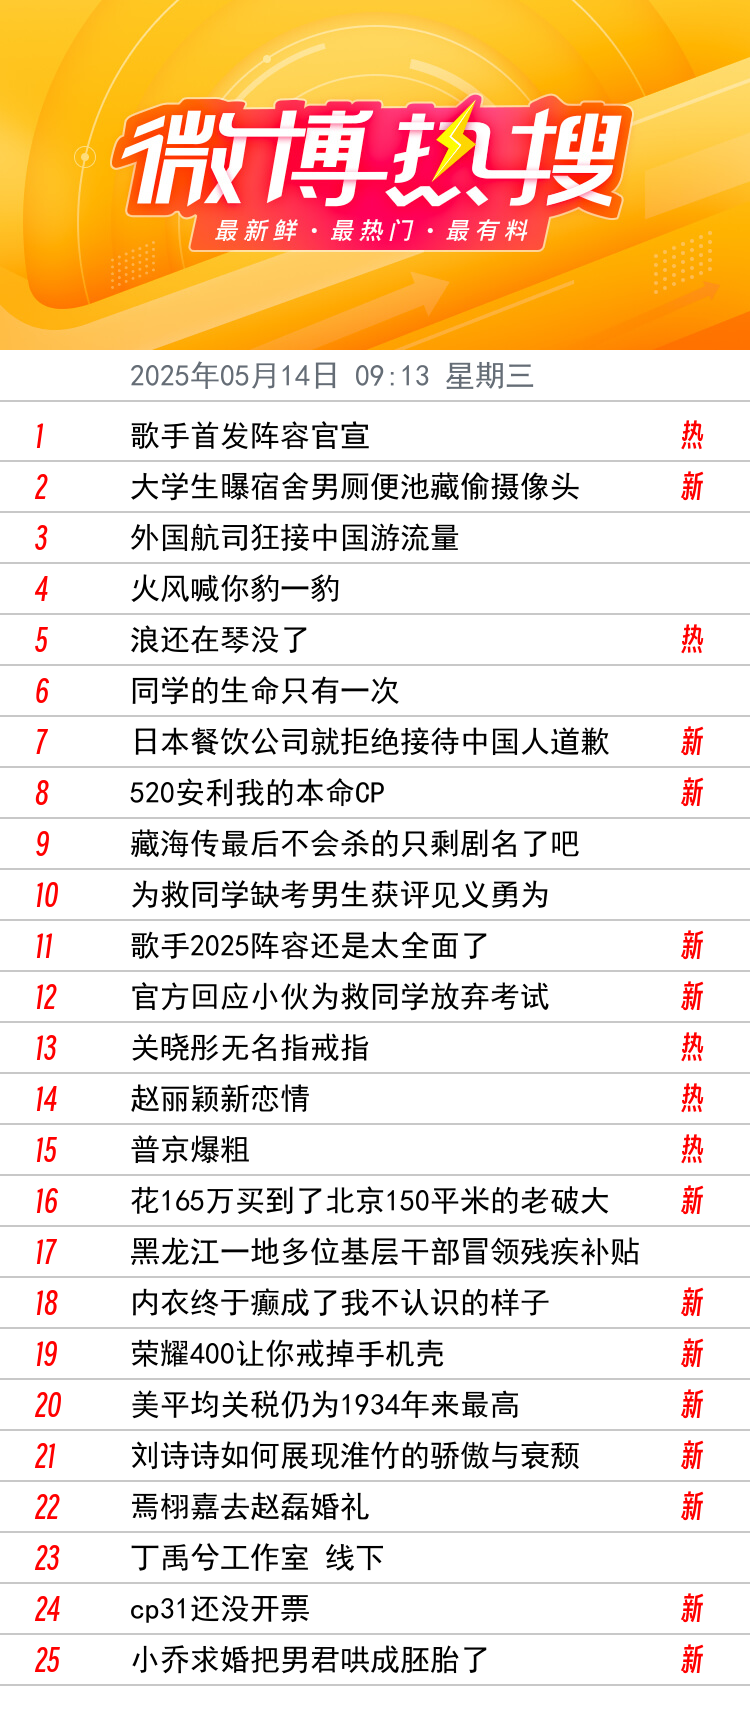 微博热搜
最新鲜·最热门·最有料
2025年05月14日 09:13 星期三
1 歌手首发阵容官宣 热
2 大学生曝宿舍男厕便池藏偷摄像头 新
3 外国航司狂接中国游流量
4 火风喊你豹一豹
5 浪还在琴没了 热
6 同学的生命只有一次
7 日本餐饮公司就拒绝接待中国人道歉 新
8 520安利我的本命CP 新
9 藏海传最后不会杀的只剩剧名了吧
10 为救同学缺考男生获评见义勇为
11 歌手2025阵容还是太全面了 新
12 官方回应小伙为救同学放弃考试 新
13 关晓彤无名指戒指 热
14 赵丽颖新恋情 热
15 普京爆粗 热
16 花165万买到了北京150平米的老破大 新
17 黑龙江一地多位基层干部冒领残疾补贴
18 内衣终于癫成了我不认识的样子 新
19 荣耀400让你戒掉手机壳 新
20 美平均关税仍为1934年来最高 新
21 刘诗诗如何展现淮竹的骄傲与衰颓 新
22 焉栩嘉去赵磊婚礼 新
23 丁禹兮工作室 线下
24 cp31还没开票 新
25 小乔求婚把男君哄成胚胎了 新